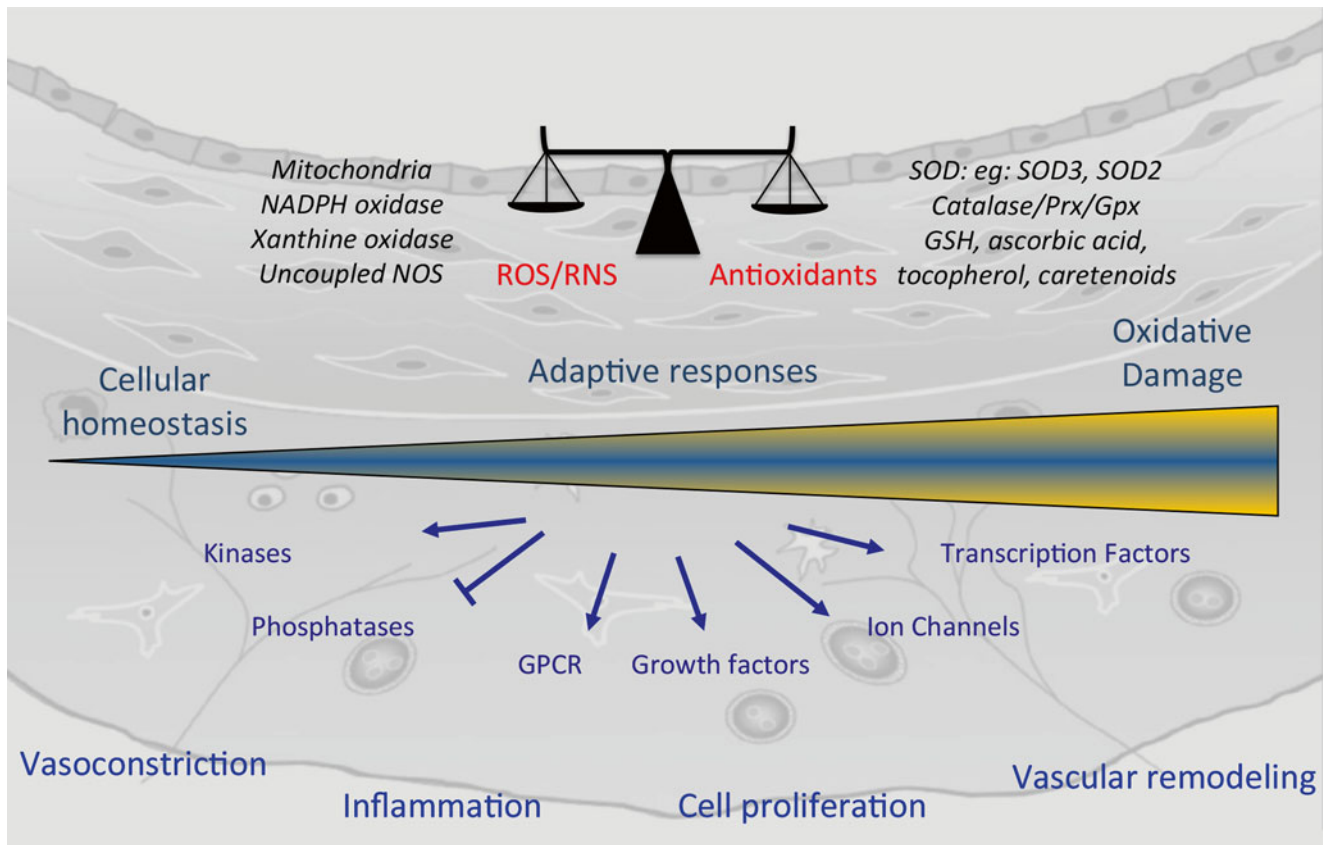 Mitochondria
NADPH oxidase
Xanthine oxidase
Uncoupled NOS
ROS/RNS
Antioxidants
SOD: eg: SOD3, SOD2
Catalase/Prx/Gpx
GSH, ascorbic acid,
tocopherol, caretenoids
Cellular
homeostasis
Adaptive responses
Oxidative
Damage
Kinases
Phosphatases
GPCR
Growth factors
Ion Channels
Transcription Factors
Vasoconstriction
Inflammation
Cell proliferation
Vascular remodeling